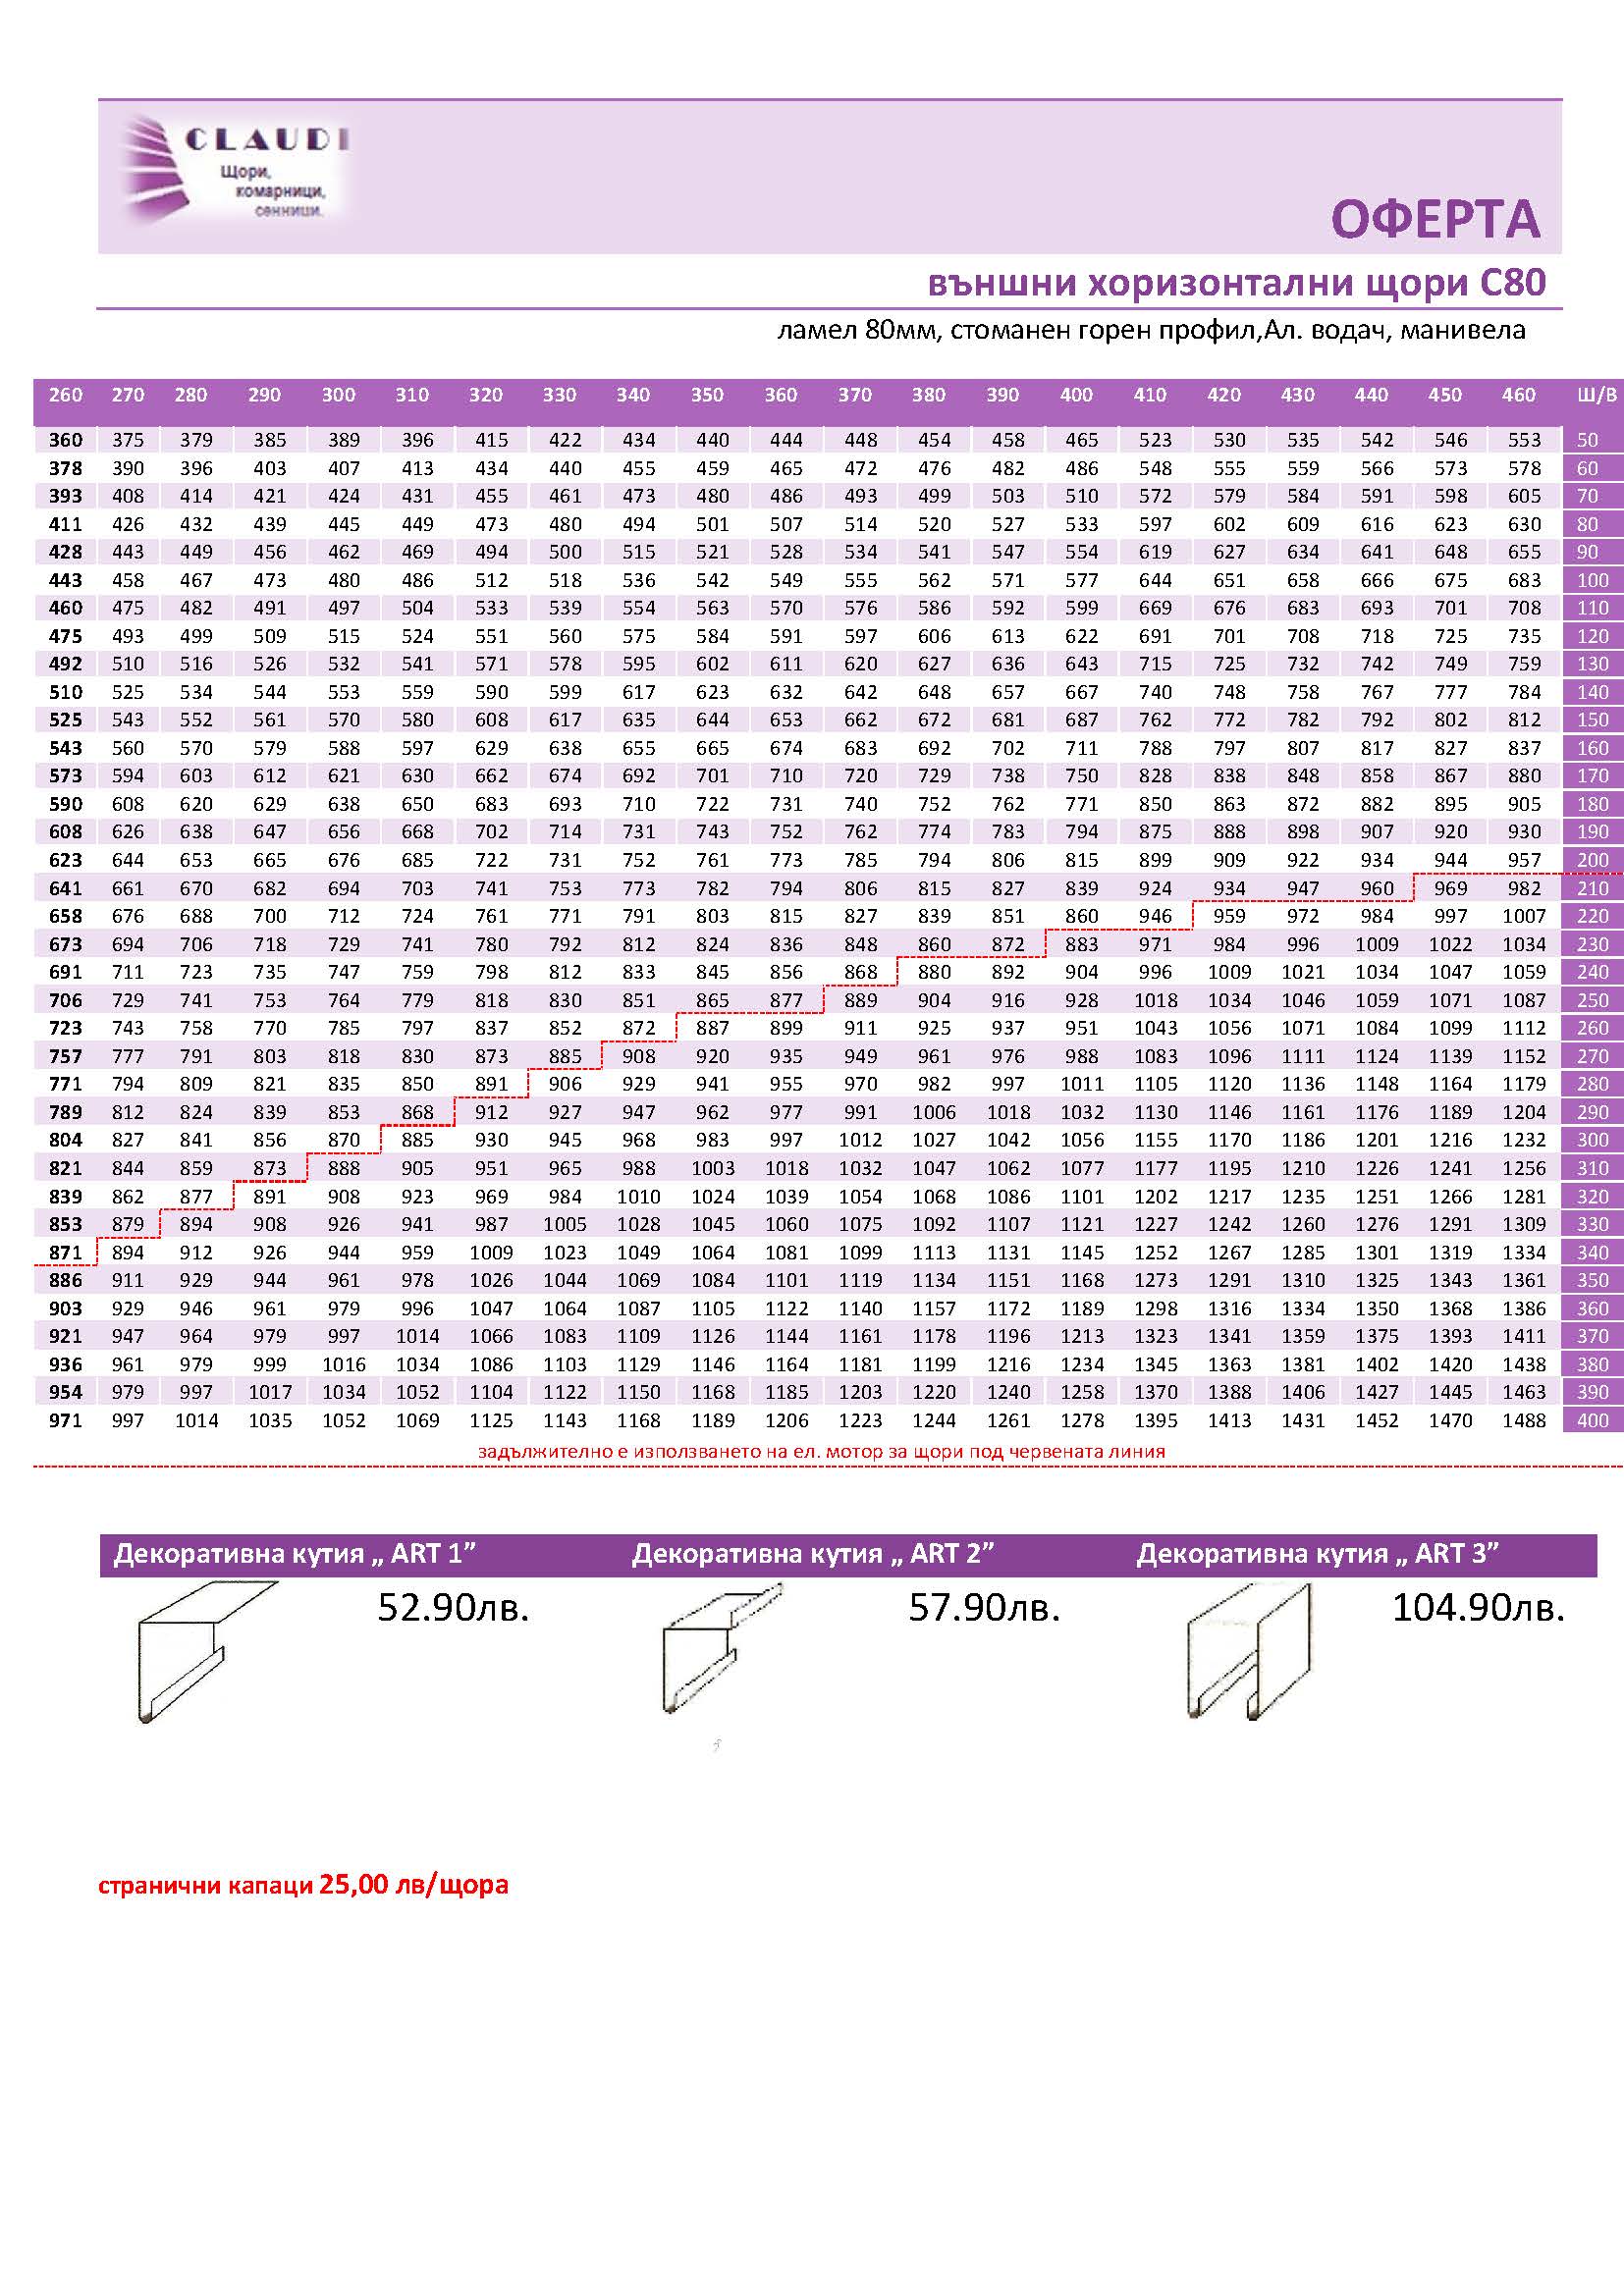 CLAUDI
Щори,
комарници,
сенници.
ОФЕРТА
външни хоризонтални щори С80
ламел 80мм, стоманен горен профил,Ал. водач, манивела
260 270 280 290 300 310 320 330 340 350 360 370 380 390 400 410 420 430 440 450 460 Ш/В
360 375 379 385 389 396 415 422 434 440 444 448 454 458 465 523 530 535 542 546 553 50
378 390 396 403 407 413 434 440 455 459 465 472 476 482 486 548 555 559 566 573 578 60
393 408 414 421 424 431 455 461 473 480 486 493 499 503 510 572 579 584 591 598 605 70
411 426 432 439 445 449 473 480 494 501 507 514 520 527 533 597 602 609 616 623 630 80
428 443 449 456 462 469 494 500 515 521 528 534 541 547 554 619 627 634 641 648 655 90
443 458 467 473 480 486 512 518 536 542 549 555 562 571 577 644 651 658 666 675 683 100
460 475 482 491 497 504 533 539 554 563 570 576 586 592 599 669 676 683 693 701 708 110
475 493 499 509 515 524 551 560 575 584 591 597 606 613 622 691 701 708 718 725 735 120
492 510 516 526 532 541 571 578 595 602 611 620 627 636 643 715 725 732 742 749 759 130
510 525 534 544 553 559 590 599 617 623 632 642 648 657 667 740 748 758 767 777 784 140
525 543 552 561 570 580 608 617 635 644 653 662 672 681 687 762 772 782 792 802 812 150
543 560 570 579 588 597 629 638 655 665 674 683 692 702 711 788 797 807 817 827 837 160
573 594 603 612 621 630 662 674 692 701 710 720 729 738 750 828 838 848 858 867 880 170
590 608 620 629 638 650 683 693 710 722 731 740 752 762 771 850 863 872 882 895 905 180
608 626 638 647 656 668 702 714 731 743 752 762 774 783 794 875 888 898 907 920 930 190
623 644 653 665 676 685 722 731 752 761 773 785 794 806 815 899 909 922 934 944 957 200
641 661 670 682 694 703 741 753 773 782 794 806 815 827 839 924 934 947 960 969 982 210
658 676 688 700 712 724 761 771 791 803 815 827 839 851 860 946 959 972 984 997 1007 220
673 694 706 718 729 741 780 792 812 824 836 848 860 872 883 971 984 996 1009 1022 1034 230
691 711 723 735 747 759 798 812 833 845 856 868 880 892 904 996 1009 1021 1034 1047 1059 240
706 729 741 753 764 779 818 830 851 865 877 889 904 916 928 1018 1034 1046 1059 1071 1087 250
723 743 758 770 785 797 837 852 872 887 899 911 925 937 951 1043 1056 1071 1084 1099 1112 260
757 777 791 803 818 830 873 885 908 920 935 949 961 976 988 1083 1096 1111 1124 1139 1152 270
771 794 809 821 835 850 891 906 929 941 955 970 982 997 1011 1105 1120 1136 1148 1164 1179 280
789 812 824 839 853 868 912 927 947 962 977 991 1006 1018 1032 1130 1146 1161 1176 1189 1204 290
804 827 841 856 870 885 930 945 968 983 997 1012 1027 1042 1056 1155 1170 1186 1201 1216 1232 300
821 844 859 873 888 905 951 965 988 1003 1018 1032 1047 1062 1077 1177 1195 1210 1226 1241 1256 310
839 862 877 891 908 923 969 984 1010 1024 1039 1054 1068 1086 1101 1202 1217 1235 1251 1266 1281 320
853 879 894 908 926 941 987 1005 1028 1045 1060 1075 1092 1107 1121 1227 1242 1260 1276 1291 1309 330
871 894 912 926 944 959 1009 1023 1049 1064 1081 1099 1113 1131 1145 1252 1267 1285 1301 1319 1334 340
886 911 929 944 961 978 1026 1044 1069 1084 1101 1119 1134 1151 1168 1273 1291 1310 1325 1343 1361 350
903 929 946 961 979 996 1047 1064 1087 1105 1122 1140 1157 1172 1189 1298 1316 1334 1350 1368 1386 360
921 947 964 979 997 1014 1066 1083 1109 1126 1144 1161 1178 1196 1213 1323 1341 1359 1375 1393 1411 370
936 961 979 999 1016 1034 1086 1103 1129 1146 1164 1181 1199 1216 1234 1345 1363 1381 1402 1420 1438 380
954 979 997 1017 1034 1052 1104 1122 1150 1168 1185 1203 1220 1240 1258 1370 1388 1406 1427 1445 1463 390
971 997 1014 1035 1052 1069 1125 1143 1168 1189 1206 1223 1244 1261 1278 1395 1413 1431 1452 1470 1488 400
задължително е използването на ел. мотор за щори под червената линия
Декоративна кутия „ ART 1” Декоративна кутия „ ART 2” Декоративна кутия „ ART 3”
52.90лв. 57.90лв. 104.90лв.
странични капаци 25,00 лв/щора